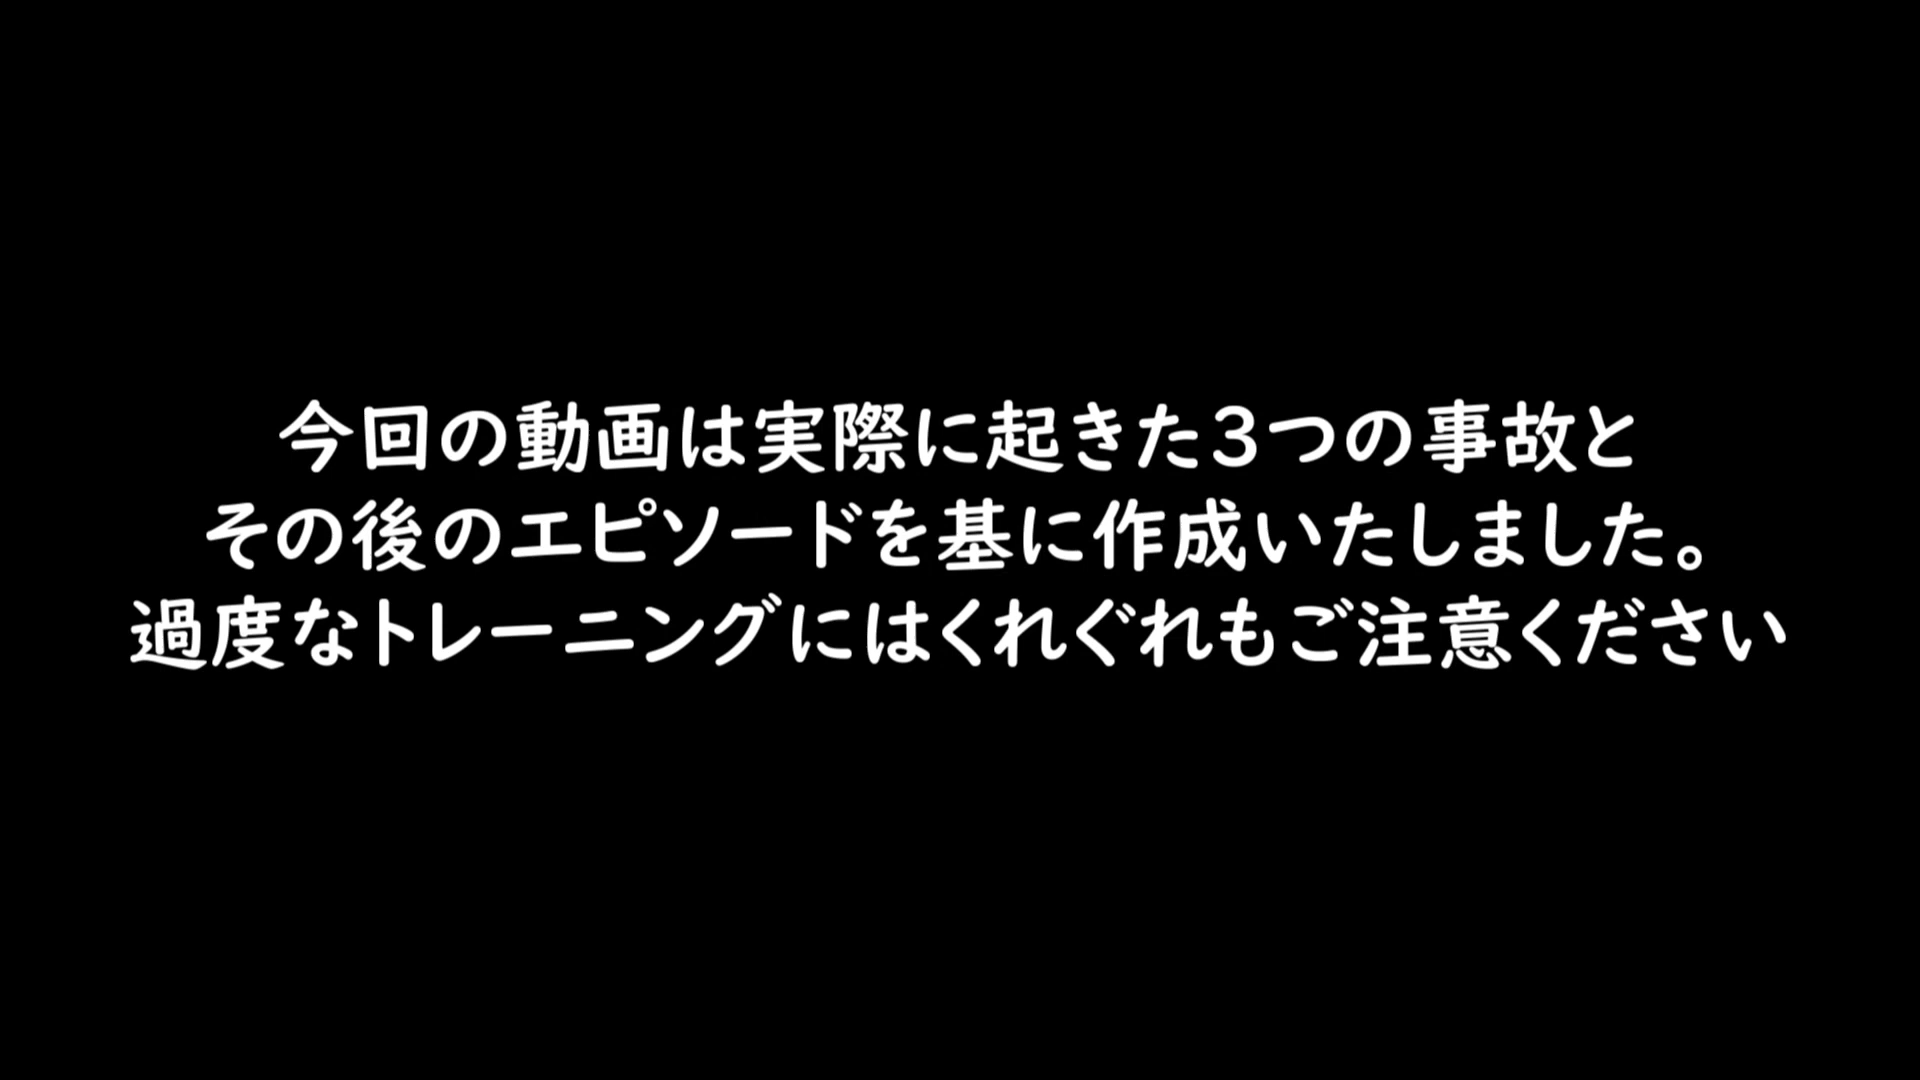 今回の動画は実際に起きた3つの事故と
その後のエピソードを基に作成いたしました。
過度なトレーニングにはくれぐれもご注意ください